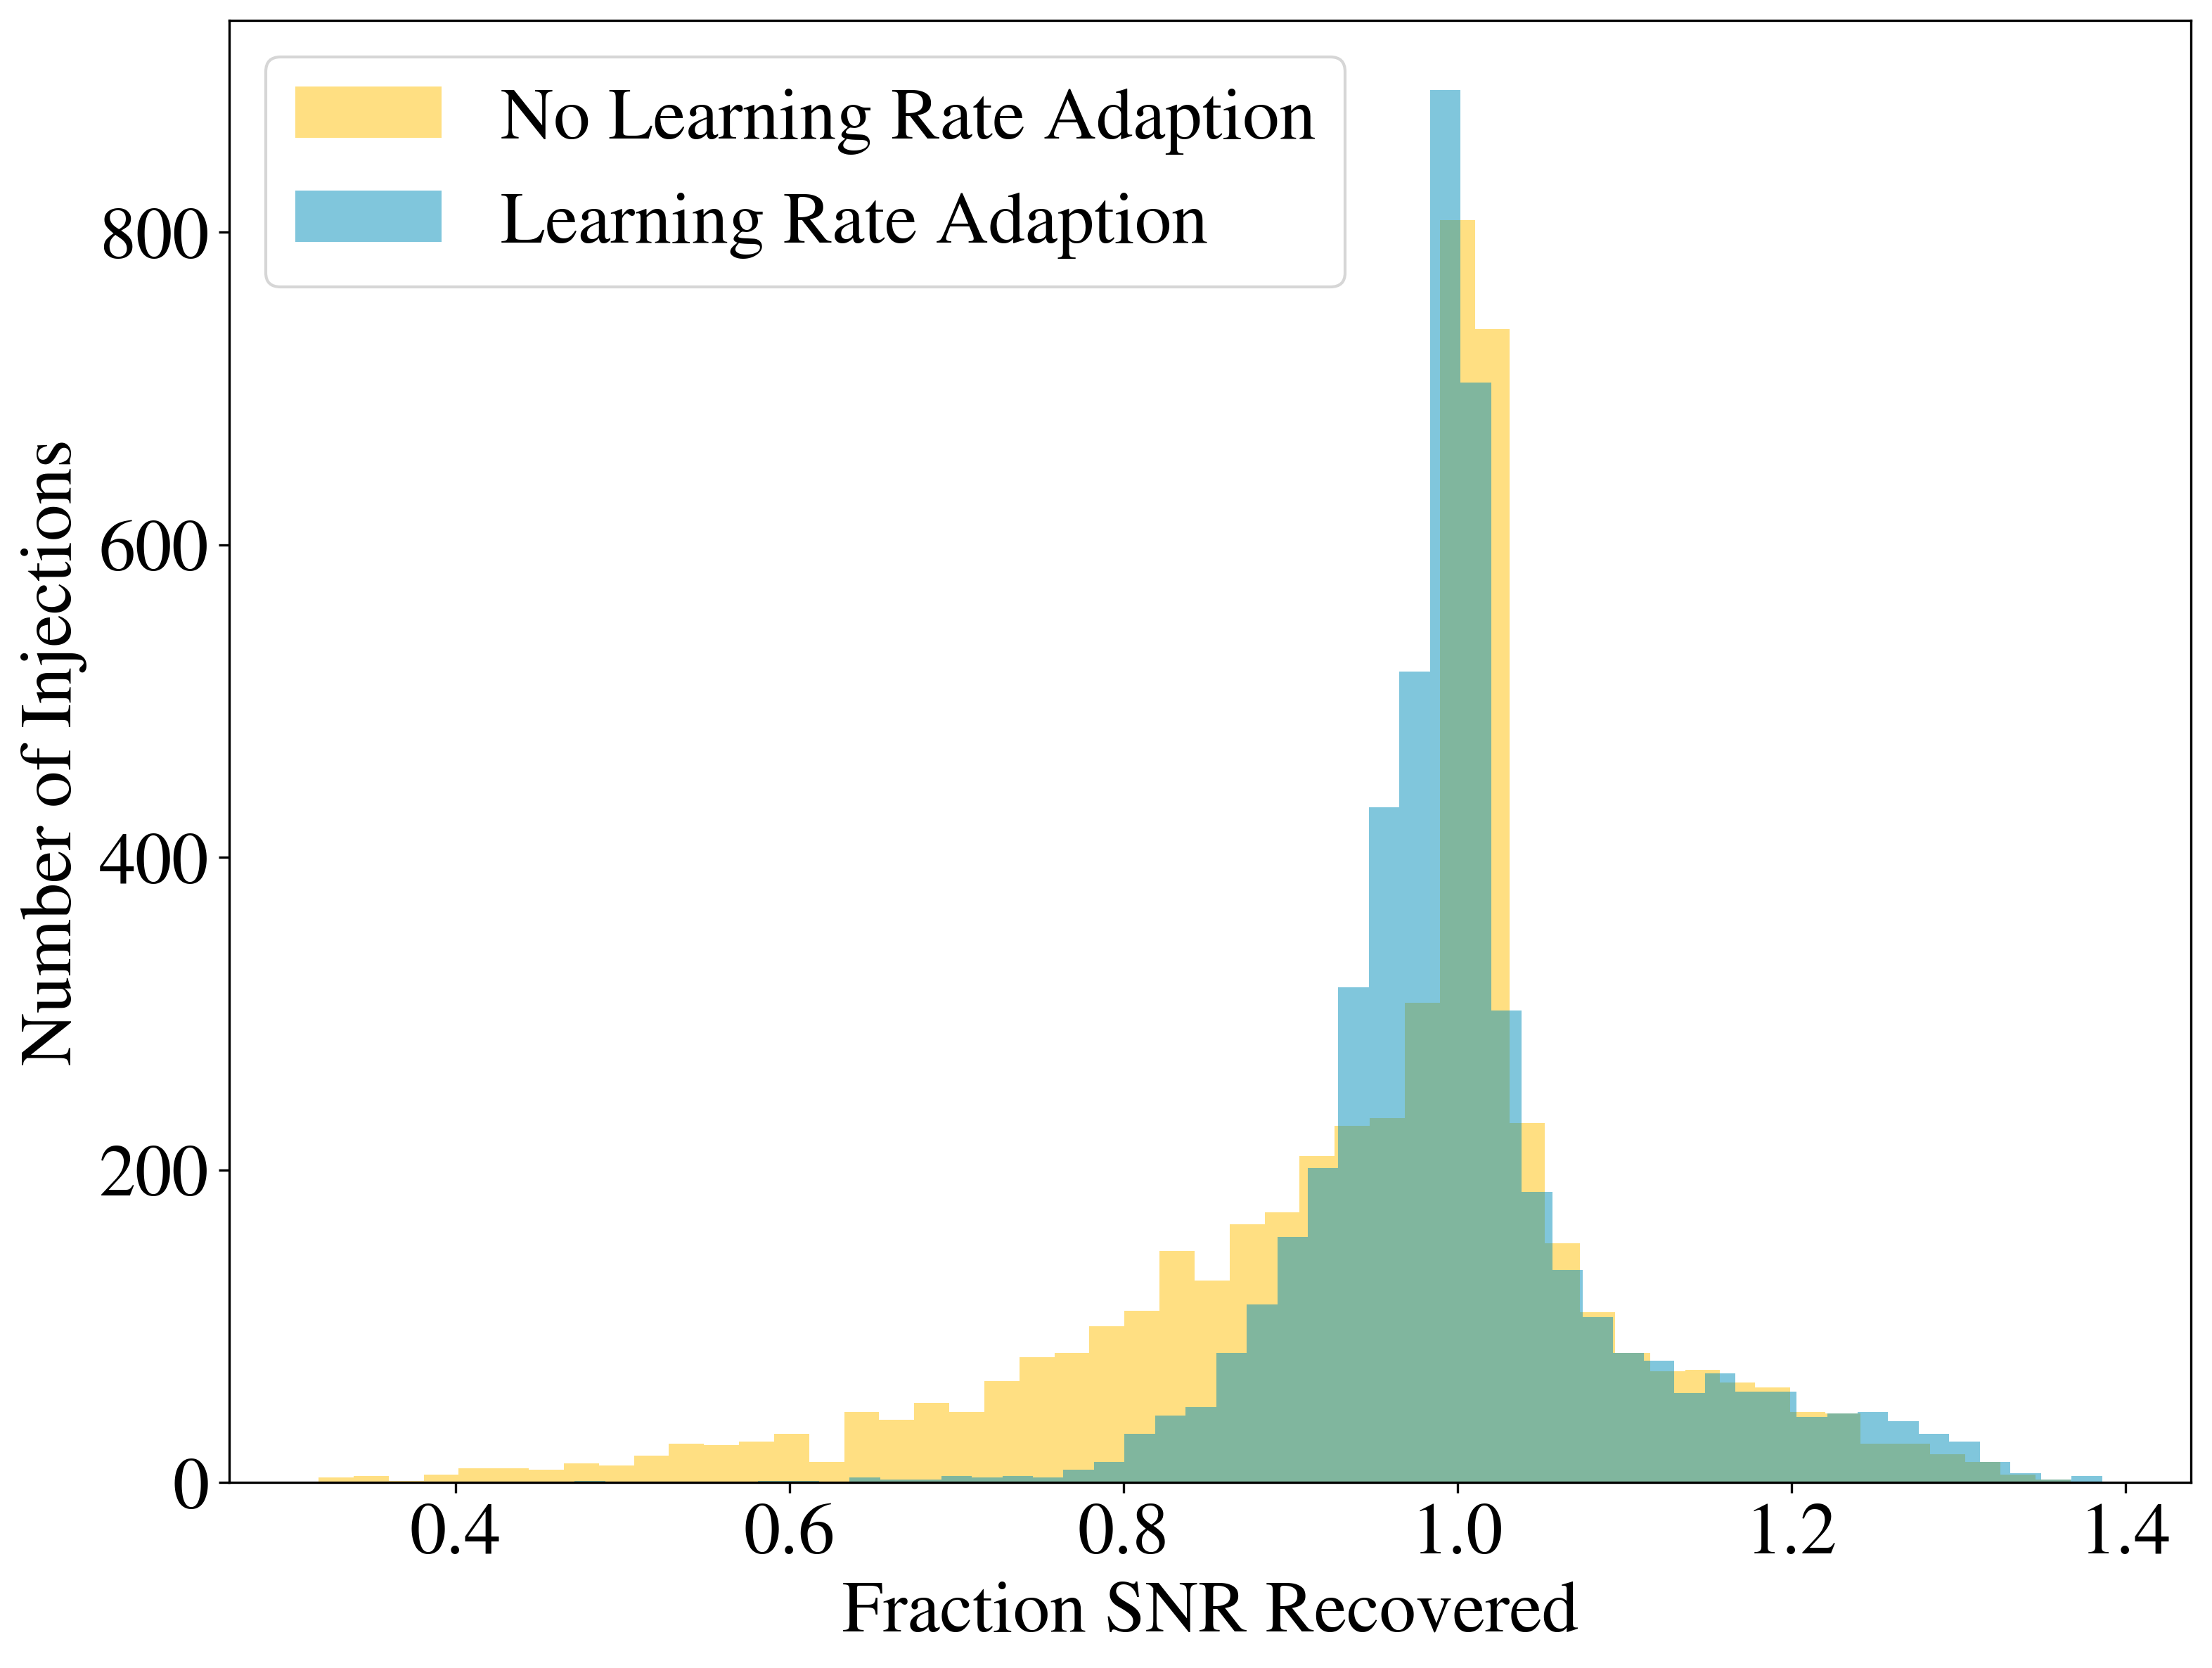 No Learning Rate Adaption
Learning Rate Adaption
Number of Injections
800
600
400
200
0
0.4
0.6
0.8
1.0
1.2
1.4
Fraction SNR Recovered